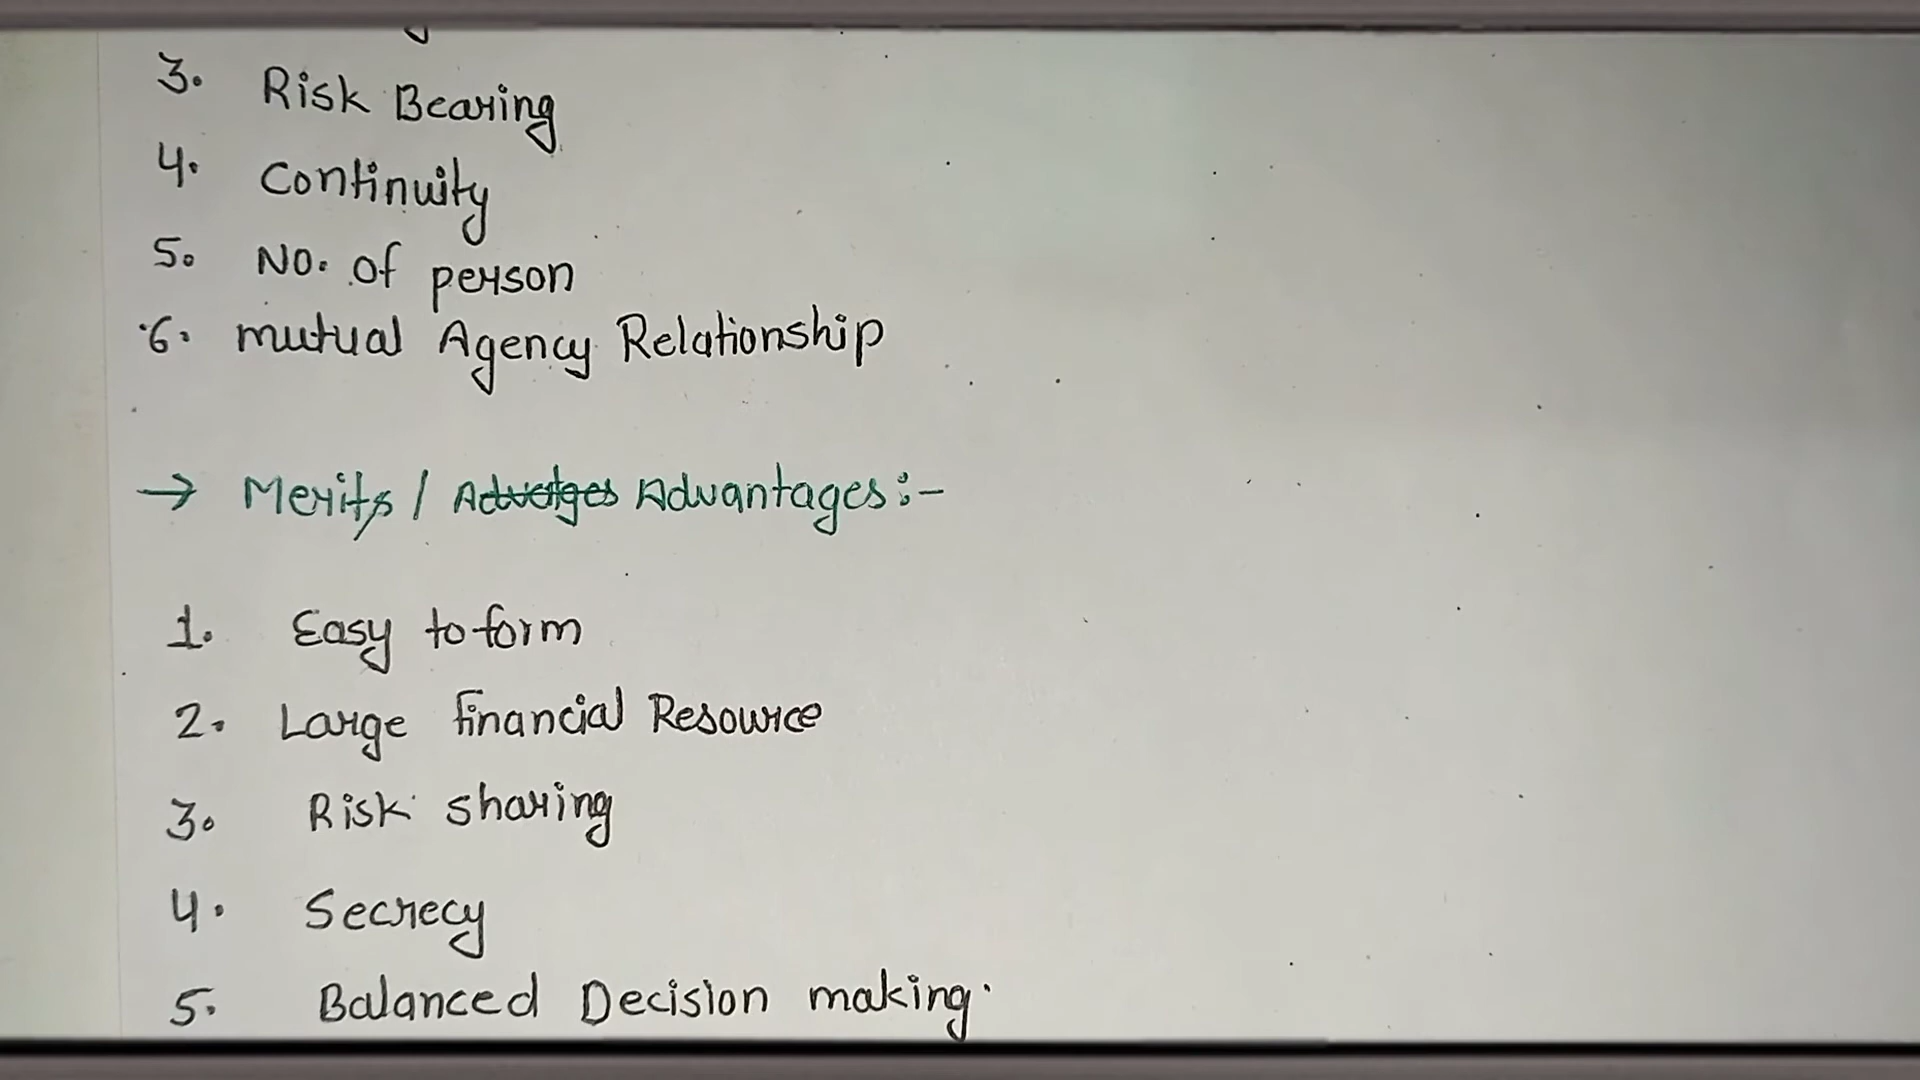 3. Risk Bearing
4. Continuity
5. No. of person
6. mutual Agency Relationship
→ Merits / Advetges Advantages :-
1. Easy to form
2. Large financial Resource
3. Risk sharing
4. Secrecy
5. Balanced Decision making.